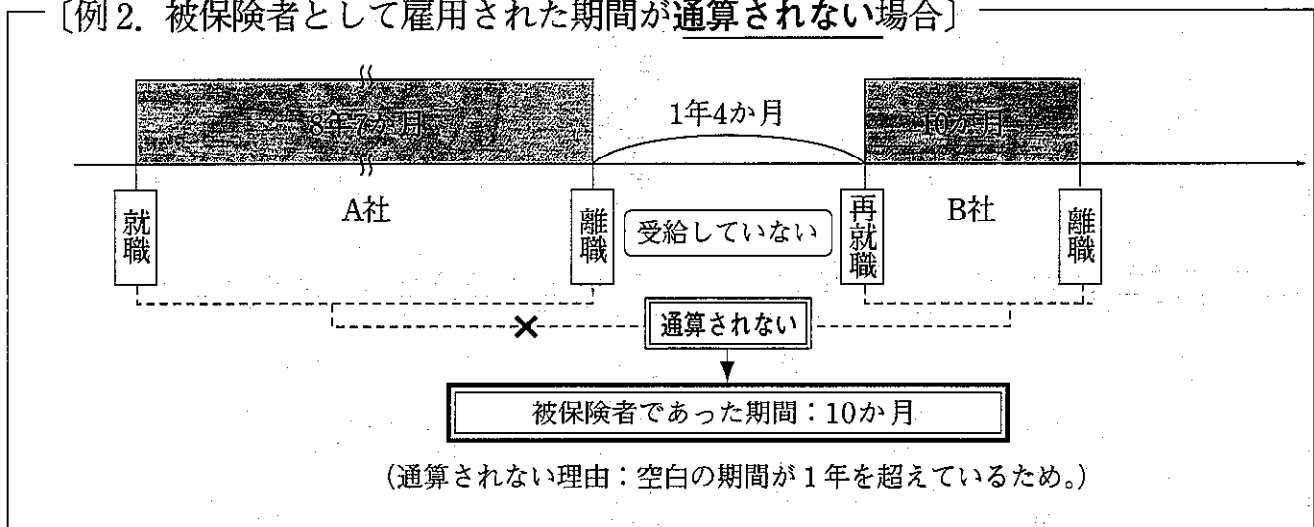 〔例2. 被保険者として雇用された期間が通算されない場合〕
8年7か月
1年4か月
10か月
就職
A社
離職
受給していない
再就職
B社
離職
通算されない
被保険者であった期間：10か月
(通算されない理由：空白の期間が1年を超えているため。)